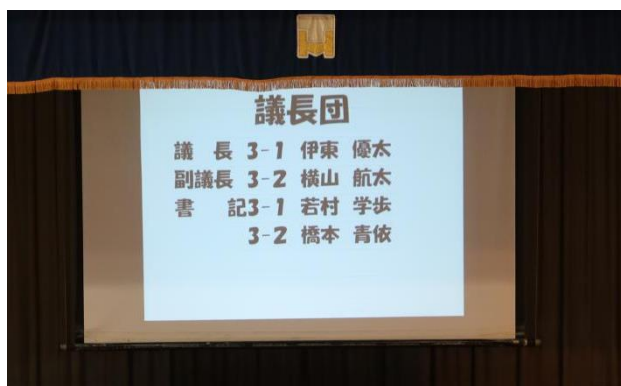 議長団
議　長 3-1 伊東 優太
副議長 3-2 横山 航太
書　記3-1 若村 学歩
3-2 橋本 青依